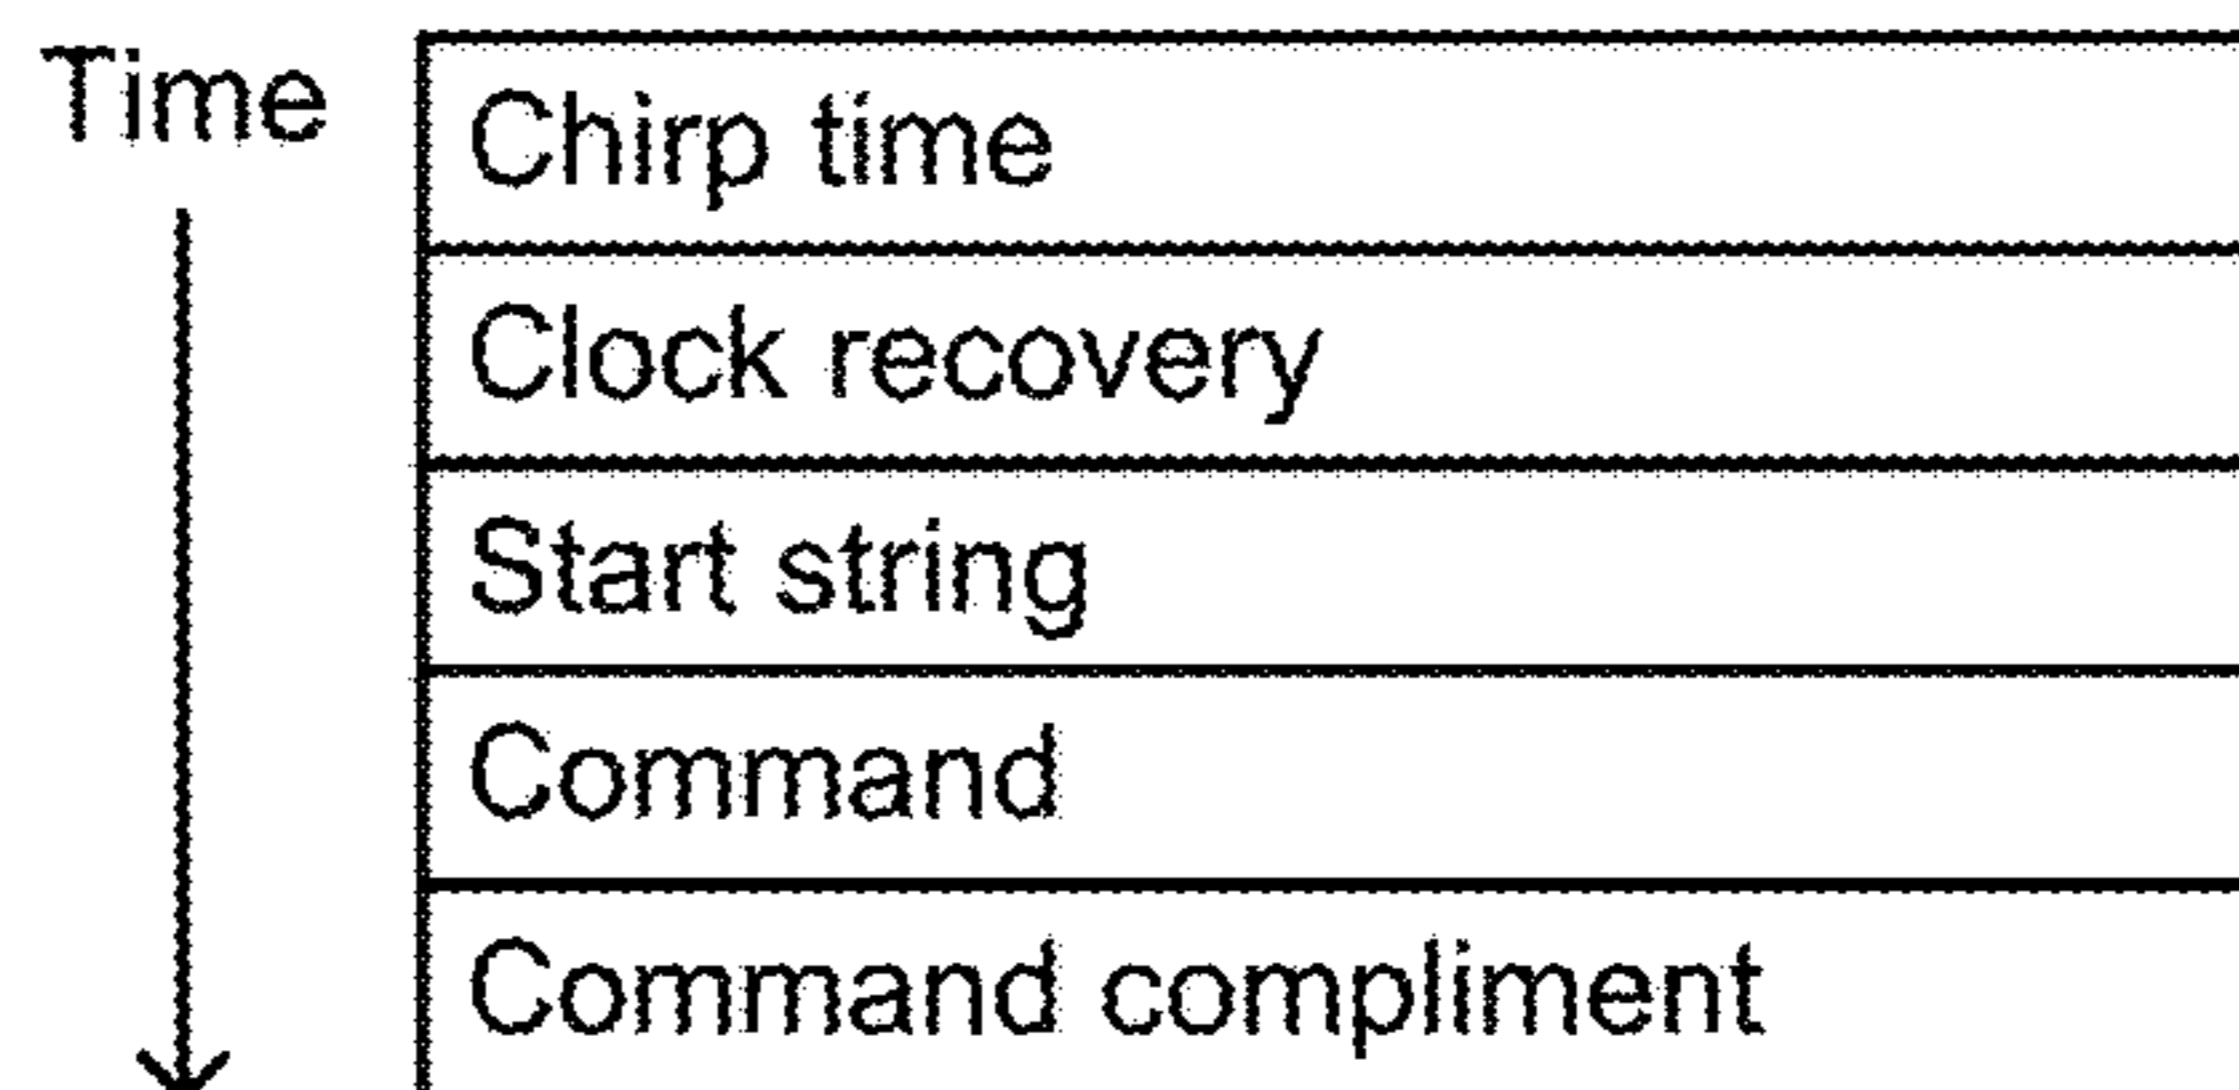 Time
Chirp time
Clock recovery
Start string
Command
Command compliment